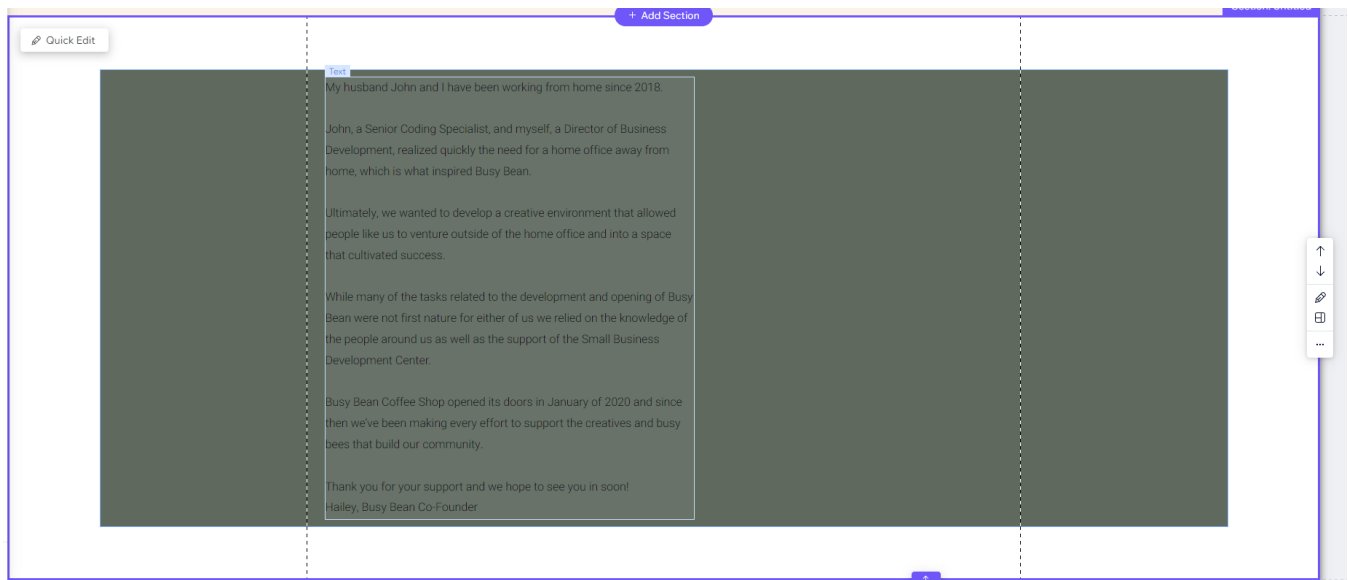 + Add Section
Section: Untitled
Quick Edit
Text
My husband John and I have been working from home since 2018.
John, a Senior Coding Specialist, and myself, a Director of Business
Development, realized quickly the need for a home office away from
home, which is what inspired Busy Bean.
Ultimately, we wanted to develop a creative environment that allowed
people like us to venture outside of the home office and into a space
that cultivated success.
While many of the tasks related to the development and opening of Busy
Bean were not first nature for either of us we relied on the knowledge of
the people around us as well as the support of the Small Business
Development Center.
Busy Bean Coffee Shop opened its doors in January of 2020 and since
then we've been making every effort to support the creatives and busy
bees that build our community.
Thank you for your support and we hope to see you in soon!
Hailey, Busy Bean Co-Founder